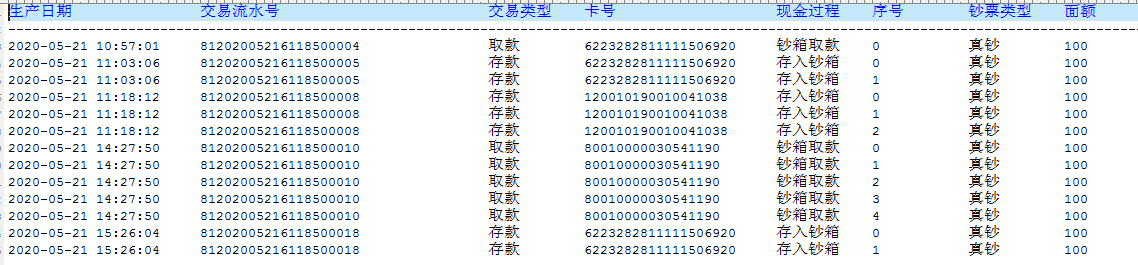 生产日期 交易流水号 交易类型 卡号 现金过程 序号 钞票类型 面额
2020-05-21 10:57:01 81202005216118500004 取款 6223282811111506920 钞箱取款 0 真钞 100
2020-05-21 11:03:06 81202005216118500005 存款 6223282811111506920 存入钞箱 0 真钞 100
2020-05-21 11:03:06 81202005216118500005 存款 6223282811111506920 存入钞箱 1 真钞 100
2020-05-21 11:18:12 81202005216118500008 存款 120010190010041038 存入钞箱 0 真钞 100
2020-05-21 11:18:12 81202005216118500008 存款 120010190010041038 存入钞箱 1 真钞 100
2020-05-21 11:18:12 81202005216118500008 存款 120010190010041038 存入钞箱 2 真钞 100
2020-05-21 14:27:50 81202005216118500010 取款 80010000030541190 钞箱取款 0 真钞 100
2020-05-21 14:27:50 81202005216118500010 取款 80010000030541190 钞箱取款 1 真钞 100
2020-05-21 14:27:50 81202005216118500010 取款 80010000030541190 钞箱取款 2 真钞 100
2020-05-21 14:27:50 81202005216118500010 取款 80010000030541190 钞箱取款 3 真钞 100
2020-05-21 14:27:50 81202005216118500010 取款 80010000030541190 钞箱取款 4 真钞 100
2020-05-21 15:26:04 81202005216118500018 存款 6223282811111506920 存入钞箱 0 真钞 100
2020-05-21 15:26:04 81202005216118500018 存款 6223282811111506920 存入钞箱 1 真钞 100